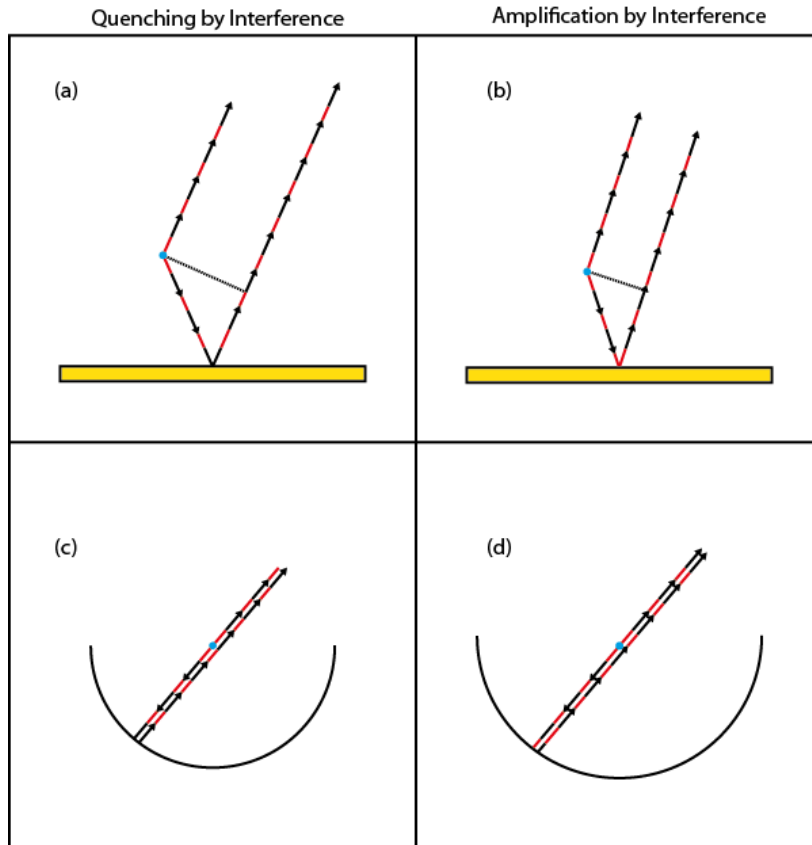 Quenching by Interference
Amplification by Interference
(a)
(b)
(c)
(d)